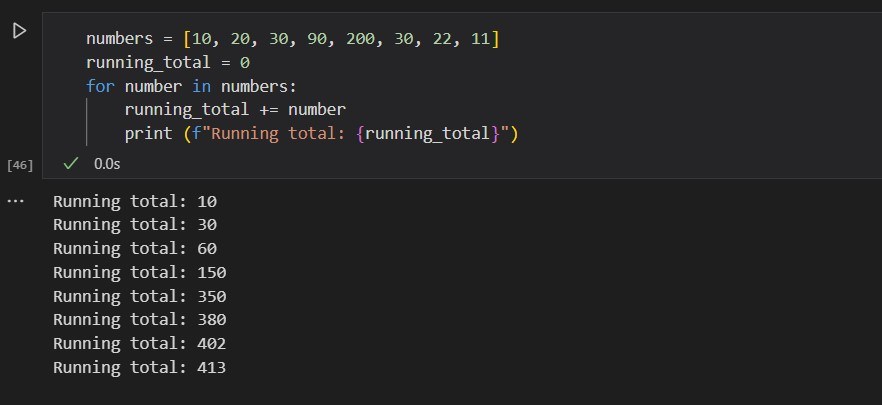 numbers = [10, 20, 30, 90, 200, 30, 22, 11]
running_total = 0
for number in numbers:
    running_total += number
    print (f"Running total: {running_total}")
[46] 0.0s
Running total: 10
Running total: 30
Running total: 60
Running total: 150
Running total: 350
Running total: 380
Running total: 402
Running total: 413